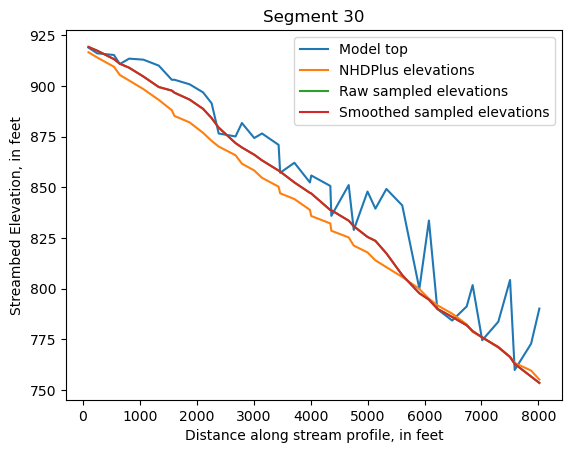 Segment 30
Streambed Elevation, in feet
925
900
875
850
825
800
775
750
Model top
NHDPlus elevations
Raw sampled elevations
Smoothed sampled elevations
0 1000 2000 3000 4000 5000 6000 7000 8000
Distance along stream profile, in feet